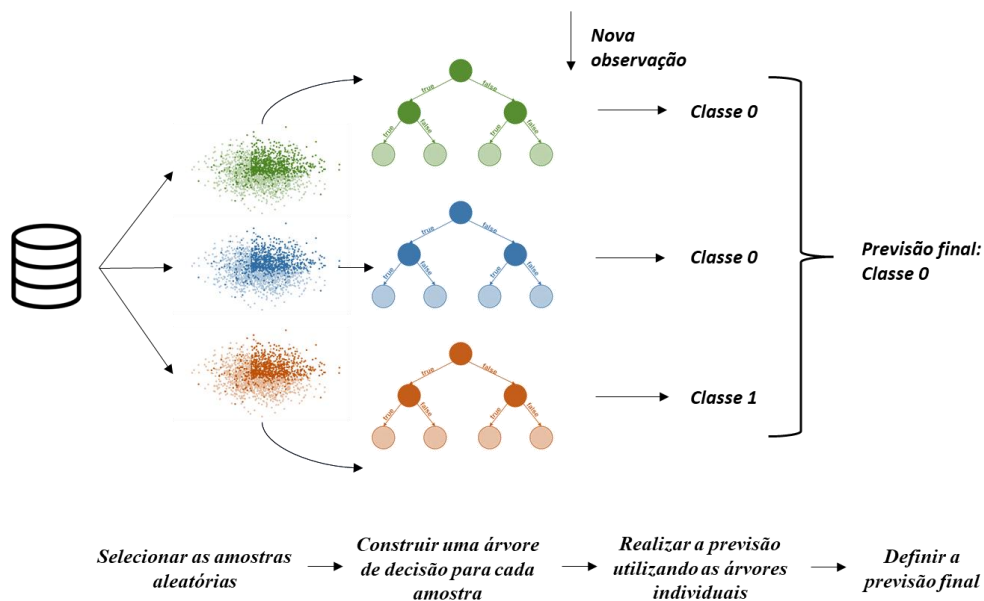 Nova
observação
true
false
true
false
true
false
Classe 0
true
false
true
false
true
false
Classe 0
Previsão final:
Classe 0
true
false
true
false
true
false
Classe 1
Selecionar as amostras
aleatórias
Construir uma árvore
de decisão para cada
amostra
Realizar a previsão
utilizando as árvores
individuais
Definir a
previsão final